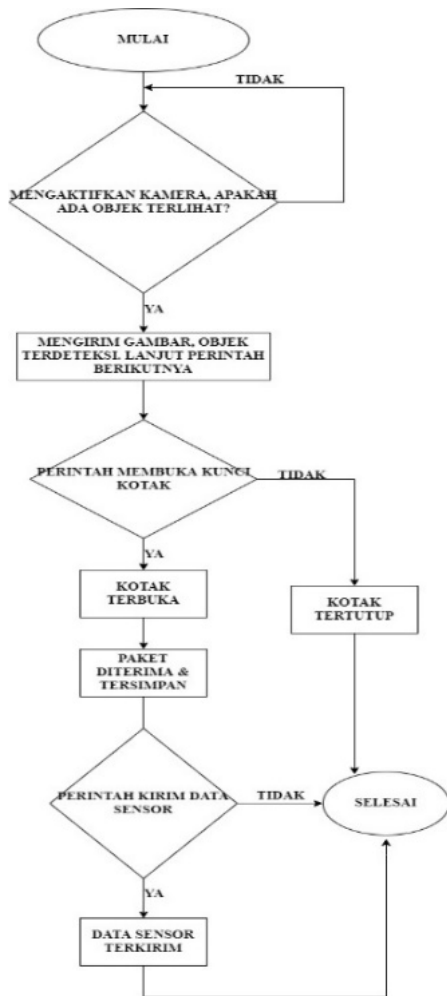 MULAI
TIDAK
MENGAKTIFKAN KAMERA, APAKAH
ADA OBJEK TERLIHAT?
YA
MENGIRIM GAMBAR, OBJEK
TERDETEKSI. LANJUT PERINTAH
BERIKUTNYA
PERINTAH MEMBUKA KUNCI
KOTAK
TIDAK
YA
KOTAK
TERBUKA
KOTAK
TERTUTUP
PAKET
DITERIMA &
TERSIMPAN
PERINTAH KIRIM DATA
SENSOR
TIDAK
SELESAI
YA
DATA SENSOR
TERKIRIM